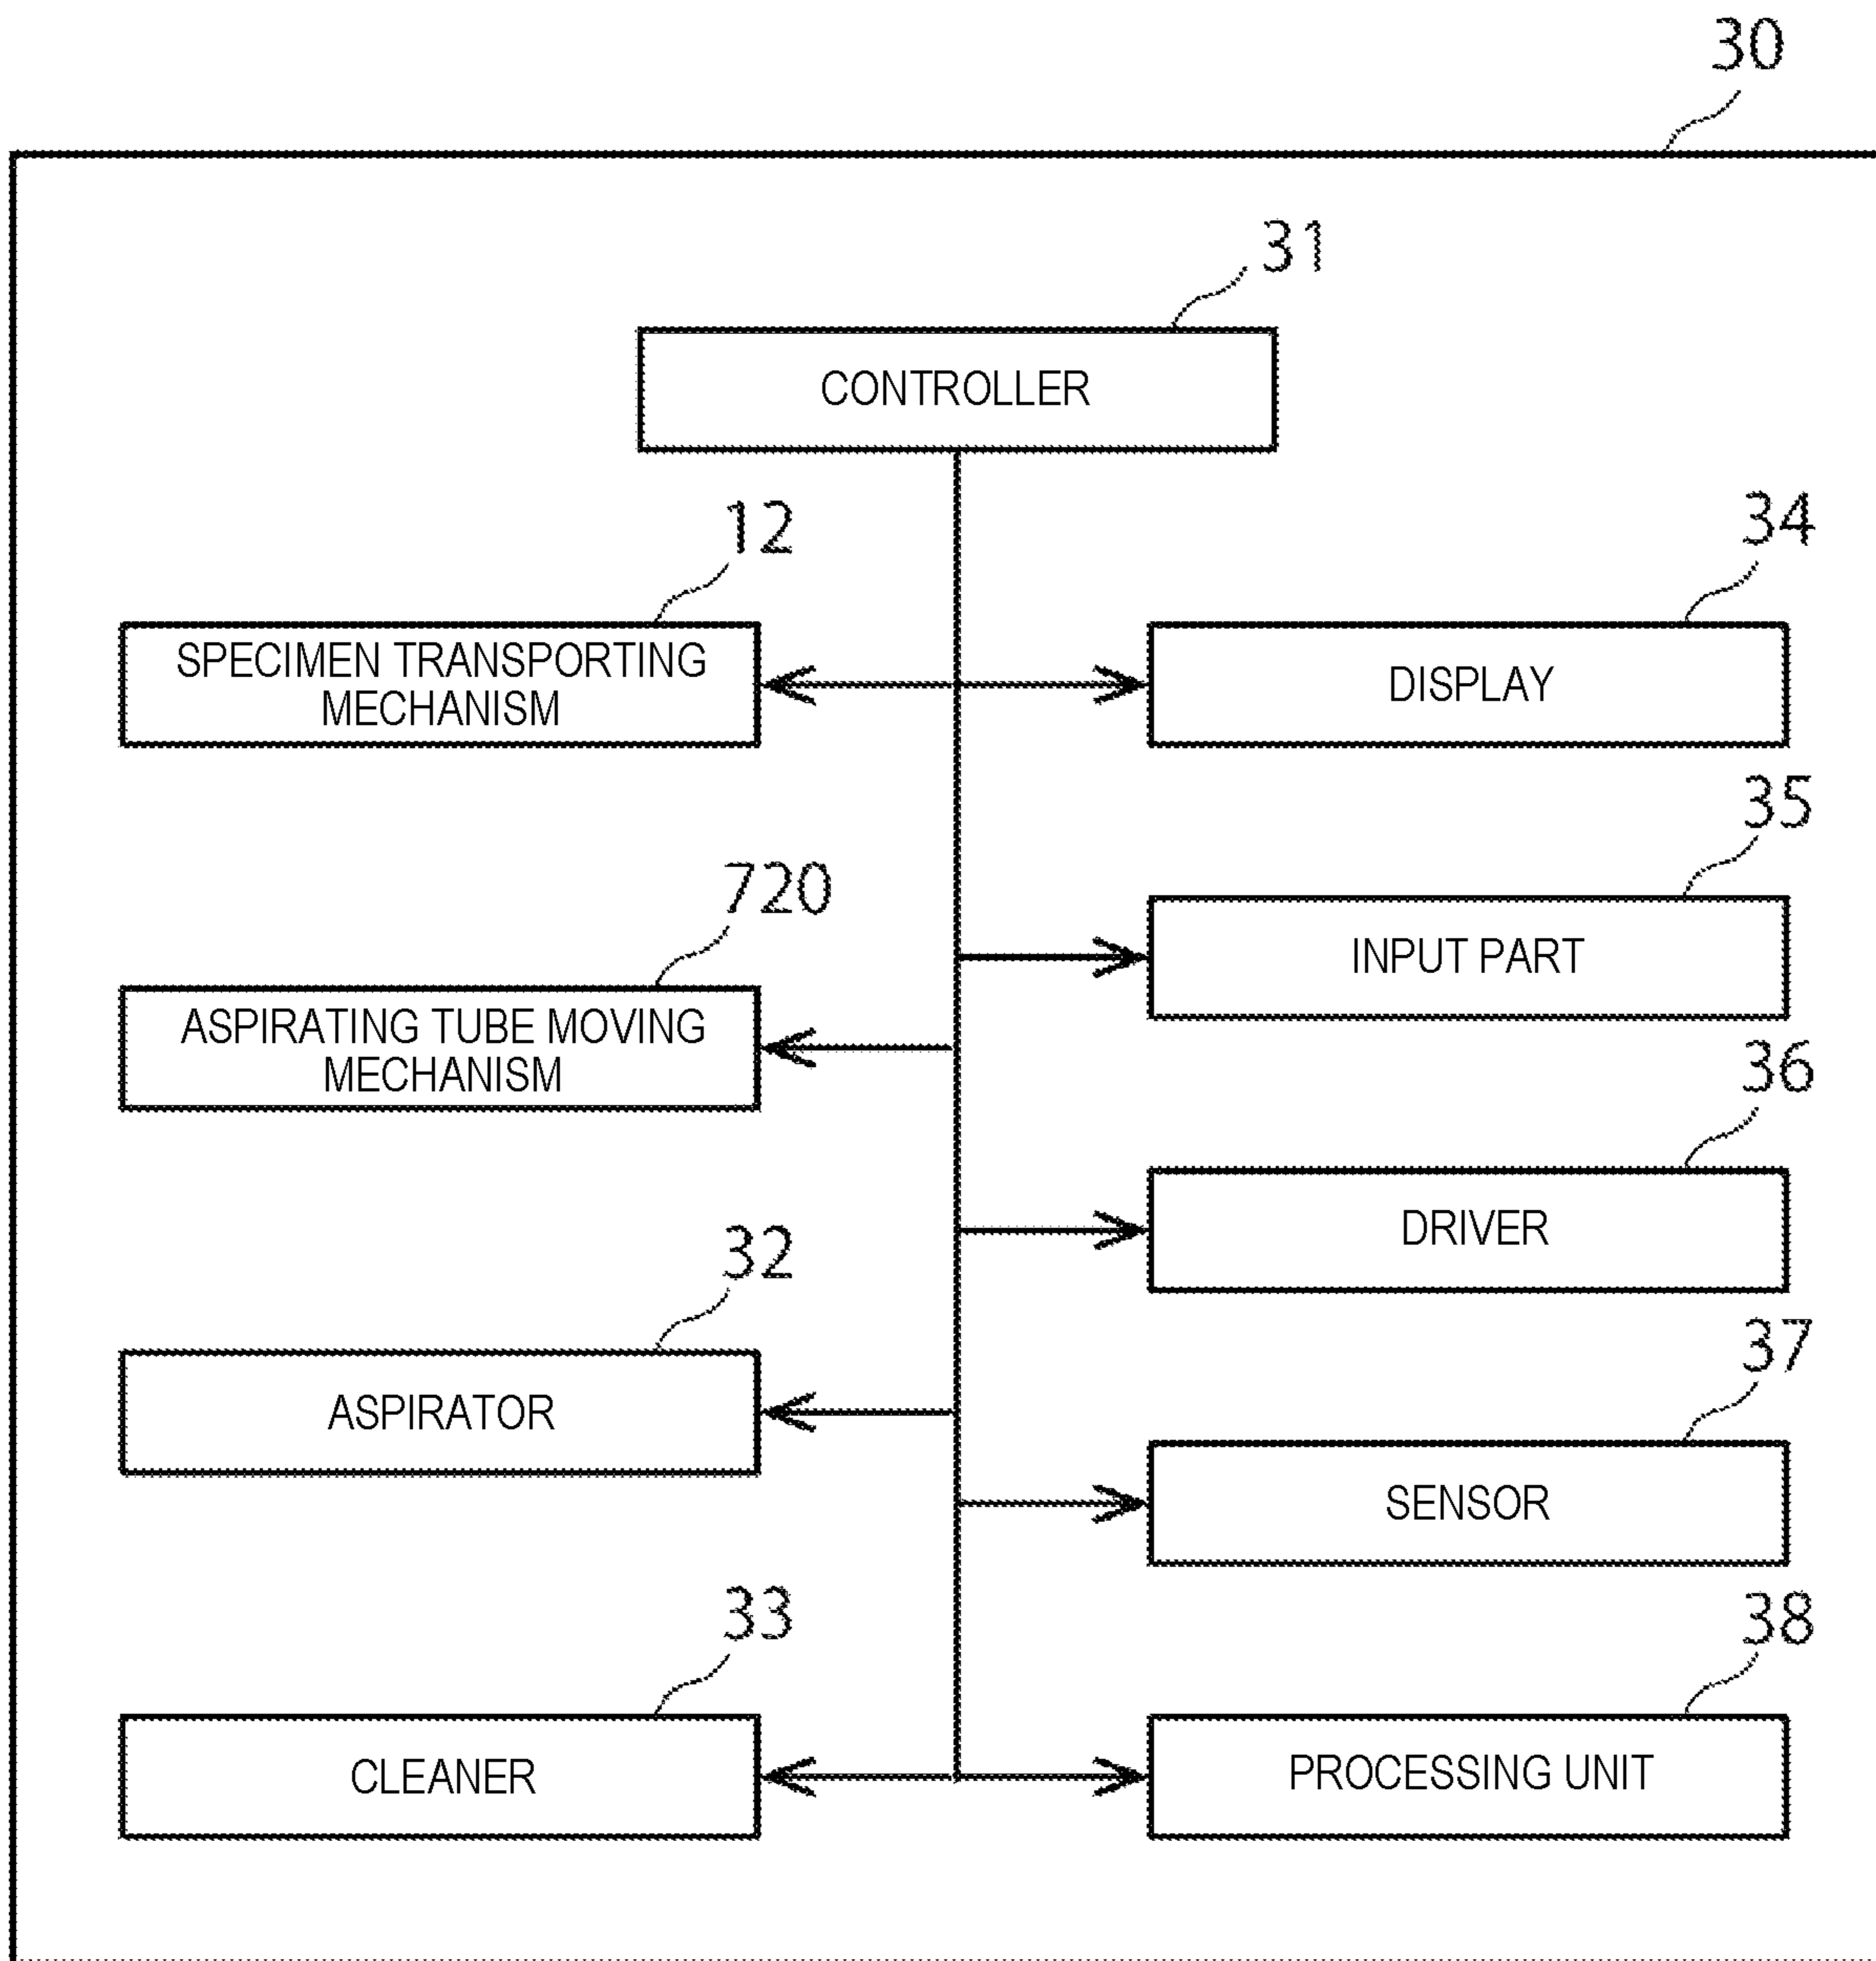 30
31
CONTROLLER
12
SPECIMEN TRANSPORTING
MECHANISM
34
DISPLAY
35
INPUT PART
720
ASPIRATING TUBE MOVING
MECHANISM
36
DRIVER
32
ASPIRATOR
37
SENSOR
33
CLEANER
38
PROCESSING UNIT